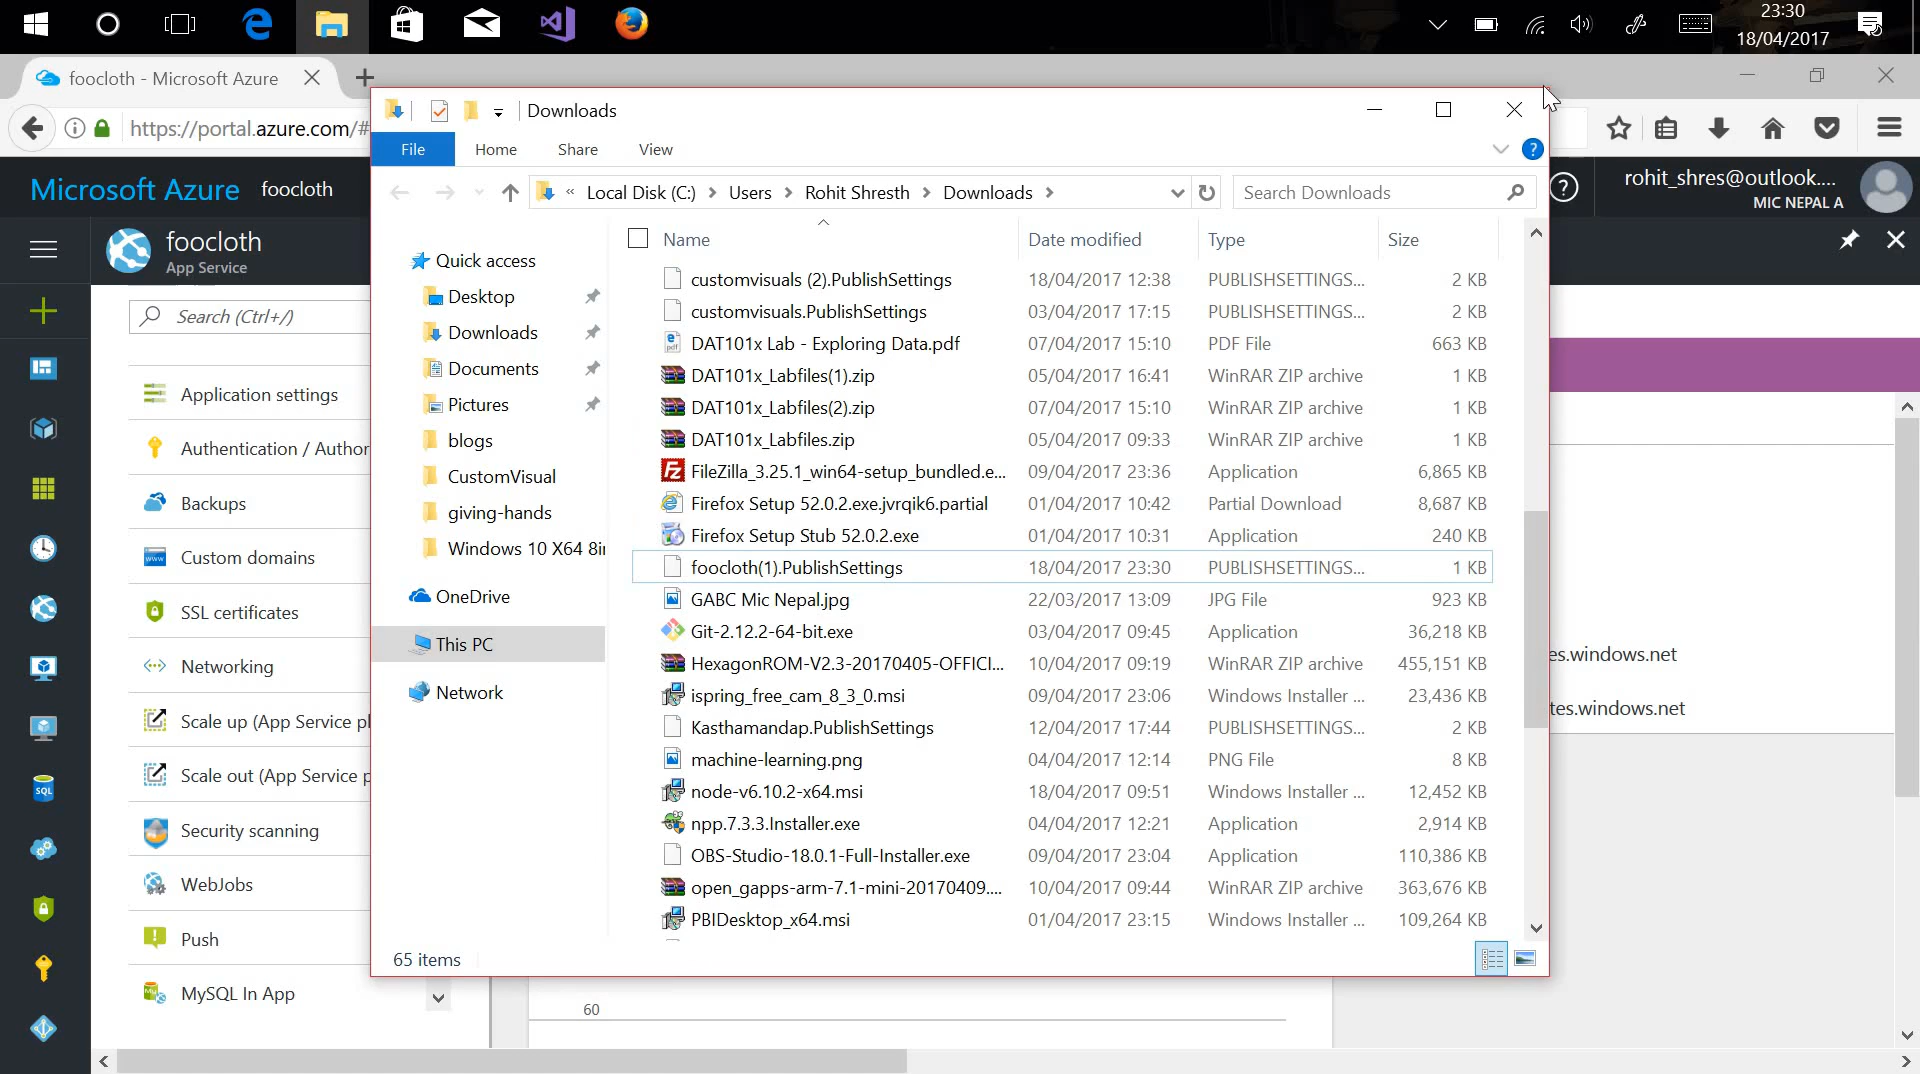 23:30
18/04/2017
foocloth - Microsoft Azure
https://portal.azure.com/#
Downloads
File Home Share View
« Local Disk (C:) > Users > Rohit Shresth > Downloads >
Search Downloads
Microsoft Azure foocloth
rohit_shres@outlook....
MIC NEPAL A
foocloth
App Service
Search (Ctrl+/)
Application settings
Authentication / Author
Backups
Custom domains
SSL certificates
Networking
Scale up (App Service pl
Scale out (App Service p
Security scanning
WebJobs
Push
MySQL In App
Quick access
Desktop
Downloads
Documents
Pictures
blogs
CustomVisual
giving-hands
Windows 10 X64 8i
OneDrive
This PC
Network
Name Date modified Type Size
customvisuals (2).PublishSettings 18/04/2017 12:38 PUBLISHSETTINGS... 2 KB
customvisuals.PublishSettings 03/04/2017 17:15 PUBLISHSETTINGS... 2 KB
DAT101x Lab - Exploring Data.pdf 07/04/2017 15:10 PDF File 663 KB
DAT101x_Labfiles(1).zip 05/04/2017 16:41 WinRAR ZIP archive 1 KB
DAT101x_Labfiles(2).zip 07/04/2017 15:10 WinRAR ZIP archive 1 KB
DAT101x_Labfiles.zip 05/04/2017 09:33 WinRAR ZIP archive 1 KB
FileZilla_3.25.1_win64-setup_bundled.e... 09/04/2017 23:36 Application 6,865 KB
Firefox Setup 52.0.2.exe.jvrqik6.partial 01/04/2017 10:42 Partial Download 8,687 KB
Firefox Setup Stub 52.0.2.exe 01/04/2017 10:31 Application 240 KB
foocloth(1).PublishSettings 18/04/2017 23:30 PUBLISHSETTINGS... 1 KB
GABC Mic Nepal.jpg 22/03/2017 13:09 JPG File 923 KB
Git-2.12.2-64-bit.exe 03/04/2017 09:45 Application 36,218 KB
HexagonROM-V2.3-20170405-OFFICI... 10/04/2017 09:19 WinRAR ZIP archive 455,151 KB
ispring_free_cam_8_3_0.msi 09/04/2017 23:06 Windows Installer ... 23,436 KB
Kasthamandap.PublishSettings 12/04/2017 17:44 PUBLISHSETTINGS... 2 KB
machine-learning.png 04/04/2017 12:14 PNG File 8 KB
node-v6.10.2-x64.msi 18/04/2017 09:51 Windows Installer ... 12,452 KB
npp.7.3.3.Installer.exe 04/04/2017 12:21 Application 2,914 KB
OBS-Studio-18.0.1-Full-Installer.exe 09/04/2017 23:04 Application 110,386 KB
open_gapps-arm-7.1-mini-20170409.... 10/04/2017 09:44 WinRAR ZIP archive 363,676 KB
PBIDesktop_x64.msi 01/04/2017 23:15 Windows Installer ... 109,264 KB
65 items
es.windows.net
tes.windows.net
60